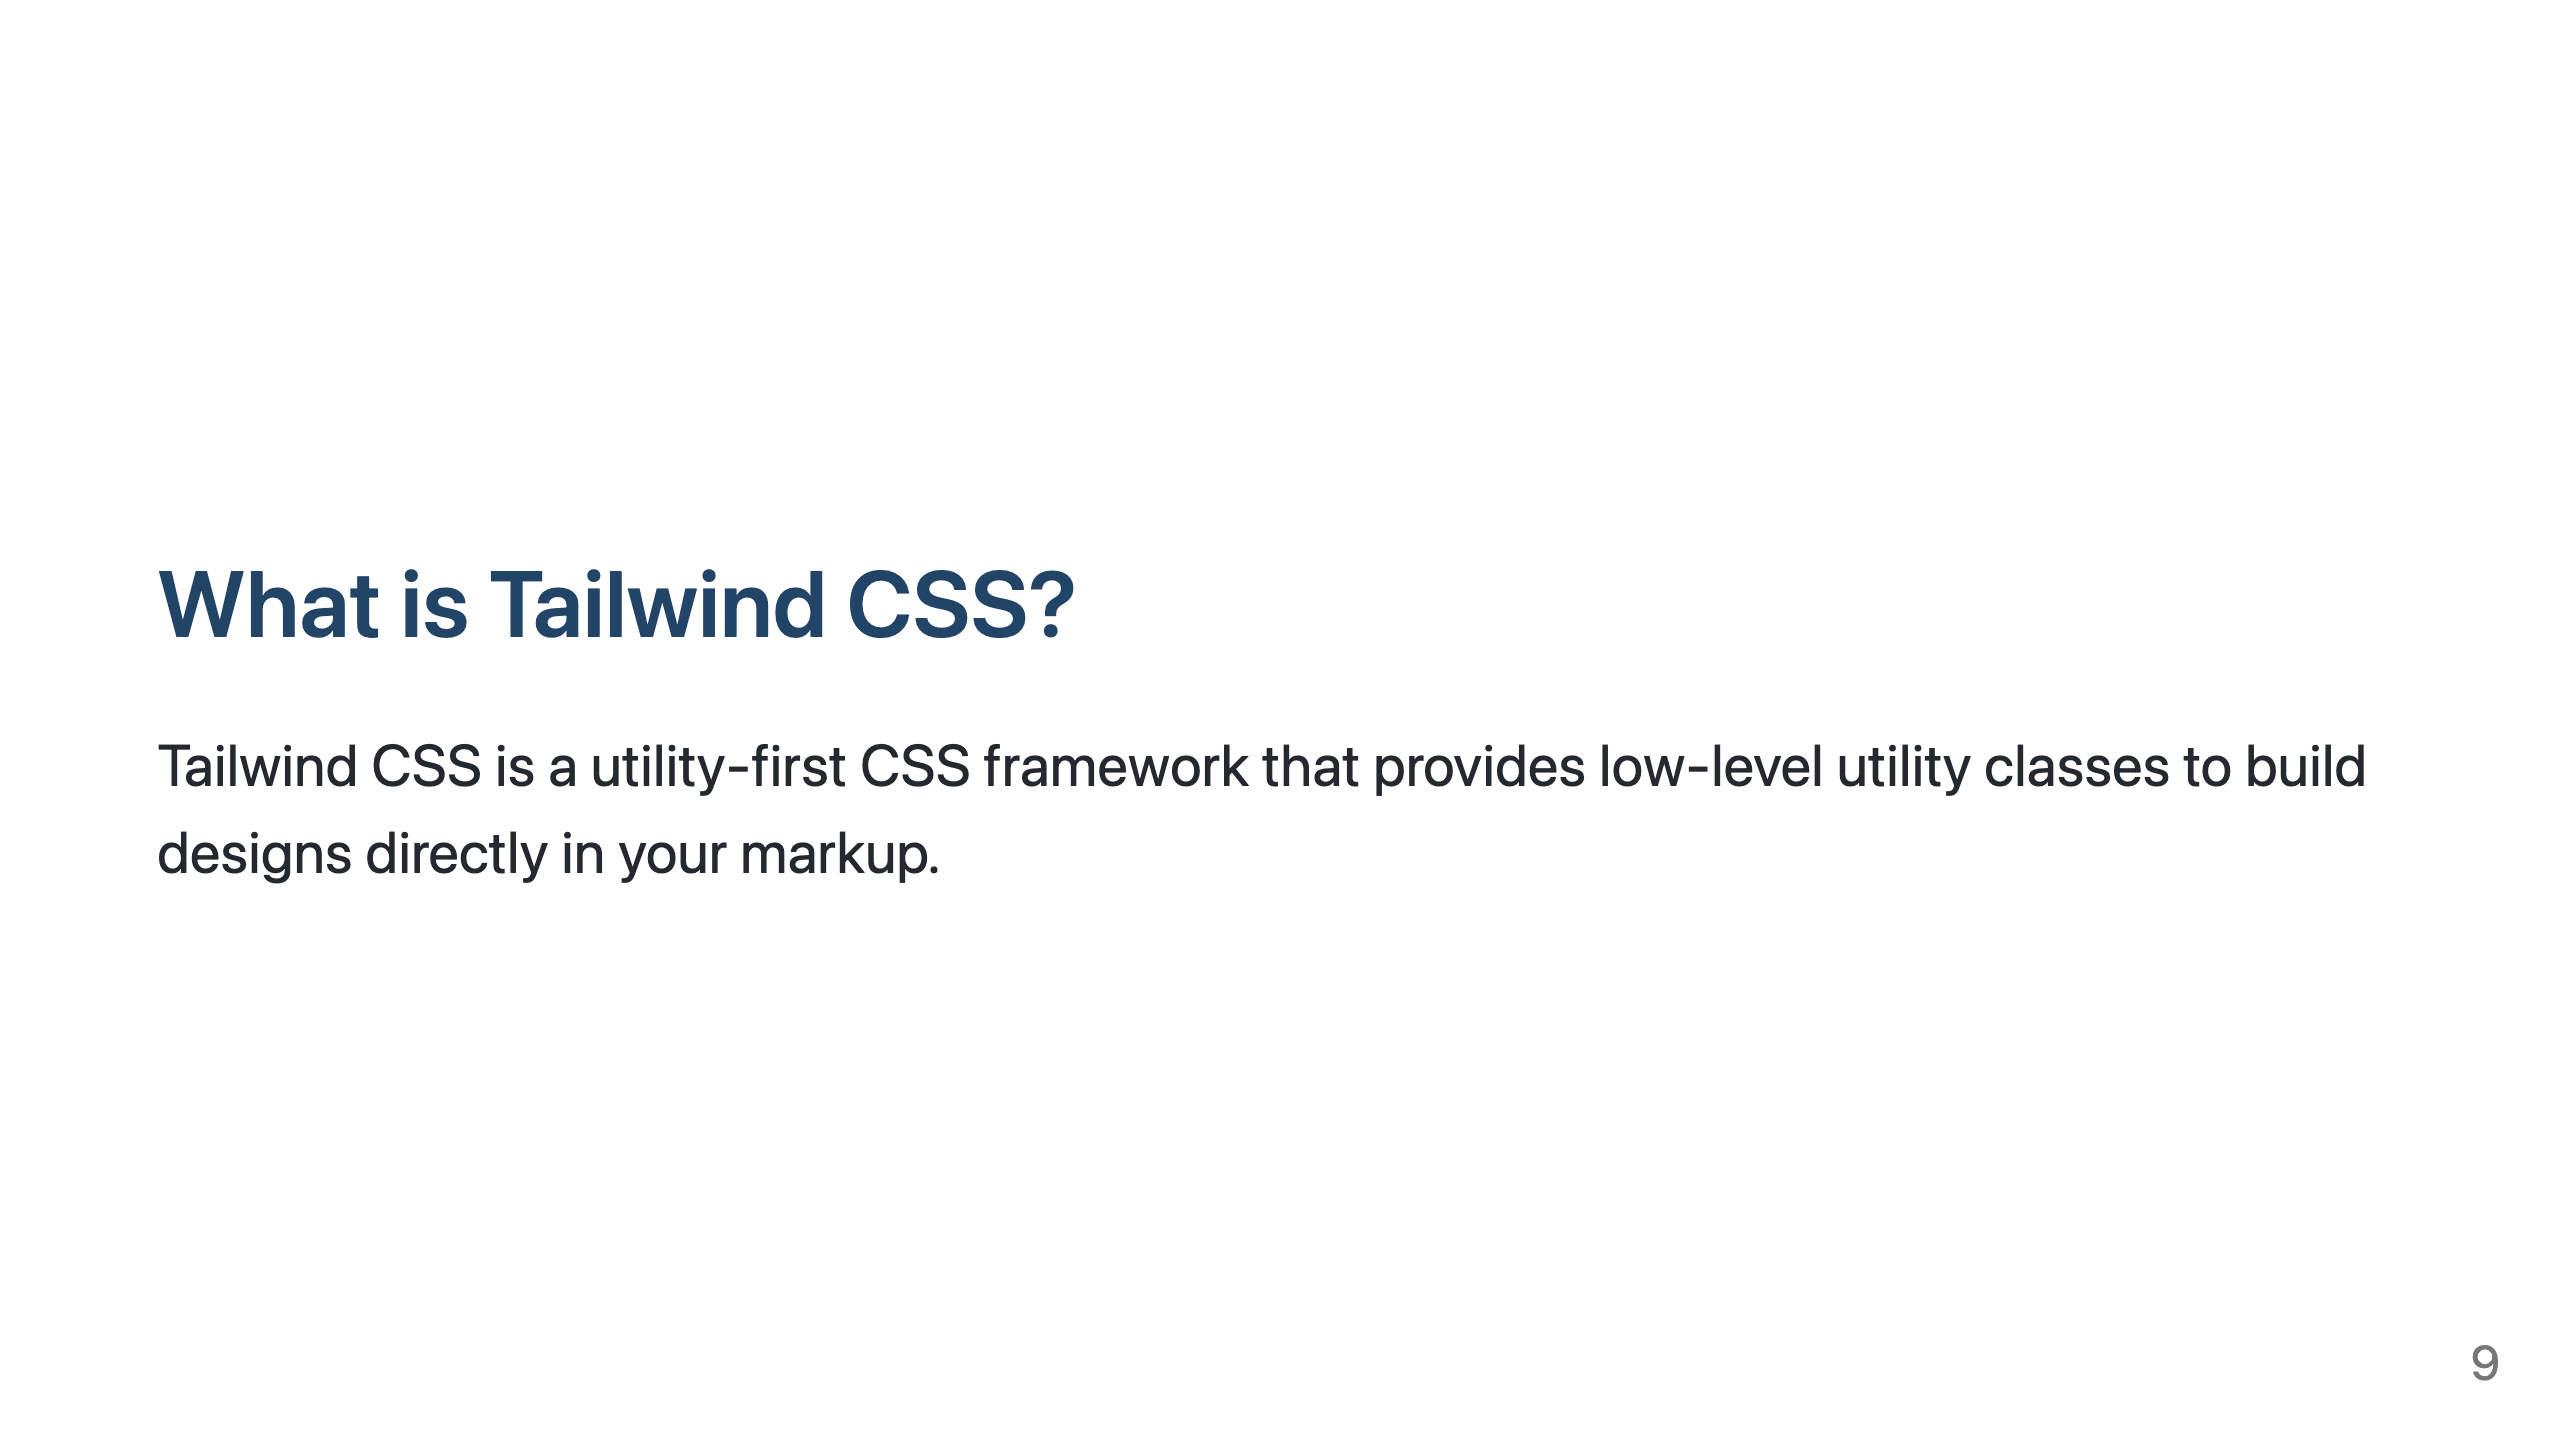 What is Tailwind CSS?
Tailwind CSS is a utility-first CSS framework that provides low-level utility classes to build
designs directly in your markup.
9